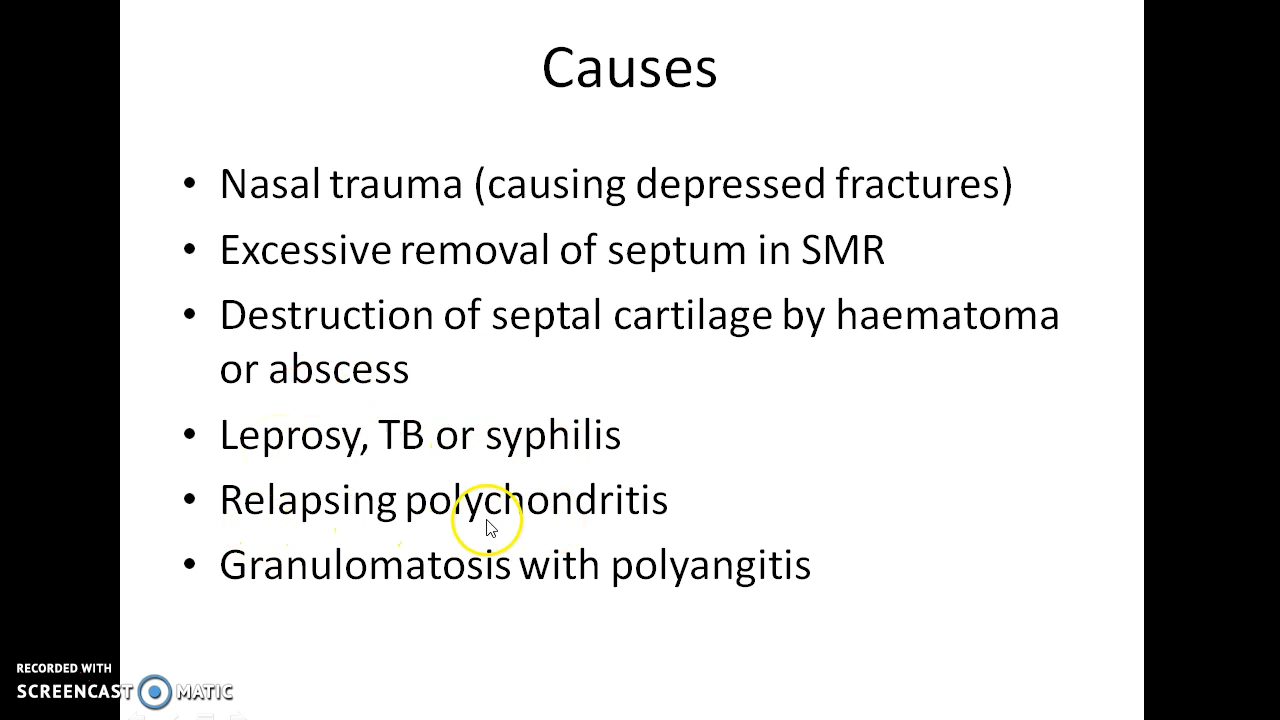 Causes
• Nasal trauma (causing depressed fractures)
• Excessive removal of septum in SMR
• Destruction of septal cartilage by haematoma
or abscess
• Leprosy, TB or syphilis
• Relapsing polychondritis
• Granulomatosis with polyangitis
RECORDED WITH
SCREENCAST MATIC